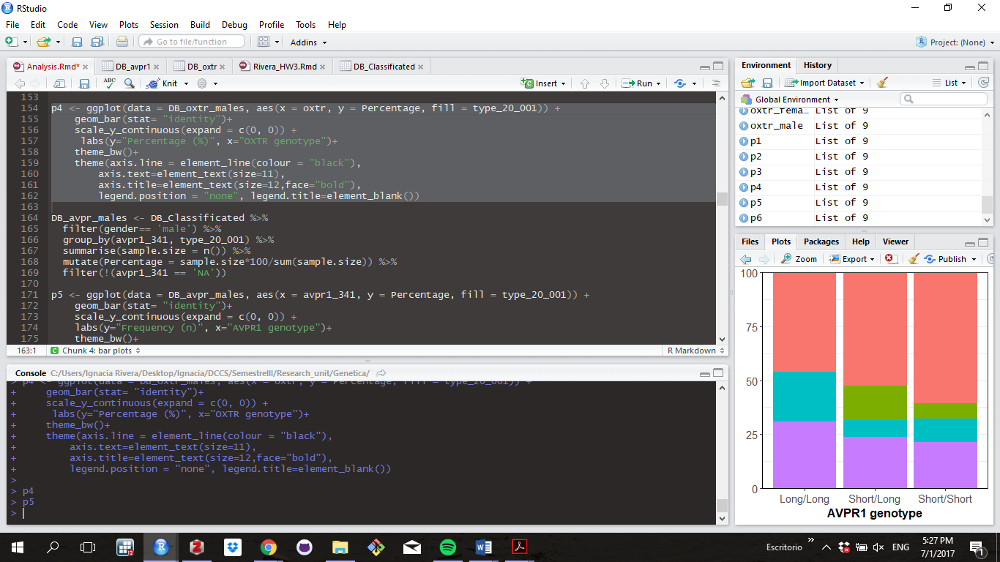 RStudio
File Edit Code View Plots Session Build Debug Profile Tools Help
Go to file/function Addins Project: (None)
Analysis.Rmd* DB_avpr1 DB_oxtr Rivera_HW3.Rmd DB_Classificated
ABC Knit Insert Run
153
154 p4 <- ggplot(data = DB_oxtr_males, aes(x = oxtr, y = Percentage, fill = type_20_001)) +
155 geom_bar(stat= "identity")+
156 scale_y_continuous(expand = c(0, 0)) +
157 labs(y="Percentage (%)", x="OXTR genotype")+
158 theme_bw()+
159 theme(axis.line = element_line(colour = "black"),
160 axis.text=element_text(size=11),
161 axis.title=element_text(size=12,face="bold"),
162 legend.position = "none", legend.title=element_blank())
163
164 DB_avpr_males <- DB_Classificated %>%
165 filter(gender== 'male') %>%
166 group_by(avpr1_341, type_20_001) %>%
167 summarise(sample.size = n()) %>%
168 mutate(Percentage = sample.size*100/sum(sample.size)) %>%
169 filter(!(avpr1_341 == 'NA'))
170
171 p5 <- ggplot(data = DB_avpr_males, aes(x = avpr1_341, y = Percentage, fill = type_20_001)) +
172 geom_bar(stat= "identity")+
173 scale_y_continuous(expand = c(0, 0)) +
174 labs(y="Frequency (n)", x="AVPR1 genotype")+
175 theme_bw()+
163:1 C Chunk 4: bar plots R Markdown
Console C:/Users/Ignacia Rivera/Desktop/Ignacia/DCCS/SemestreIII/Research_unit/Genetica/
> p4 <- ggplot(data = DB_oxtr_males, aes(x = oxtr, y = Percentage, fill = type_20_001)) +
+ geom_bar(stat= "identity")+
+ scale_y_continuous(expand = c(0, 0)) +
+ labs(y="Percentage (%)", x="OXTR genotype")+
+ theme_bw()+
+ theme(axis.line = element_line(colour = "black"),
+ axis.text=element_text(size=11),
+ axis.title=element_text(size=12,face="bold"),
+ legend.position = "none", legend.title=element_blank())
>
> p4
> p5
>
Environment History
Import Dataset List
Global Environment
oxtr_fema… List of 9
oxtr_male List of 9
p1 List of 9
p2 List of 9
p3 List of 9
p4 List of 9
p5 List of 9
p6 List of 9
Files Plots Packages Help Viewer
Zoom Export Publish
100
75
50
25
0
Long/Long Short/Long Short/Short
AVPR1 genotype
12 R Z W Escritorio » ENG 5:27 PM
7/1/2017 1